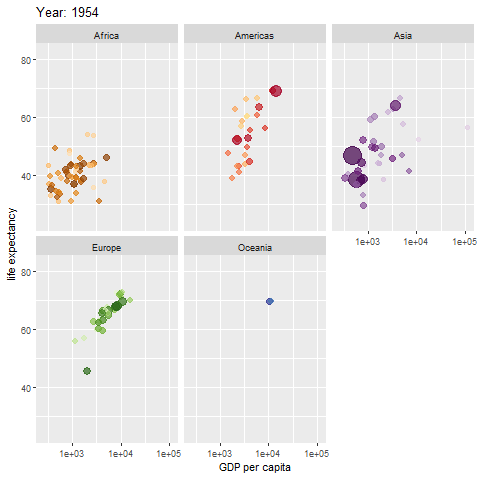 Year: 1954
Africa Americas Asia
80
60
40
1e+03 1e+04 1e+05
life expectancy
Europe Oceania
80
60
40
1e+03 1e+04 1e+05 1e+03 1e+04 1e+05
GDP per capita